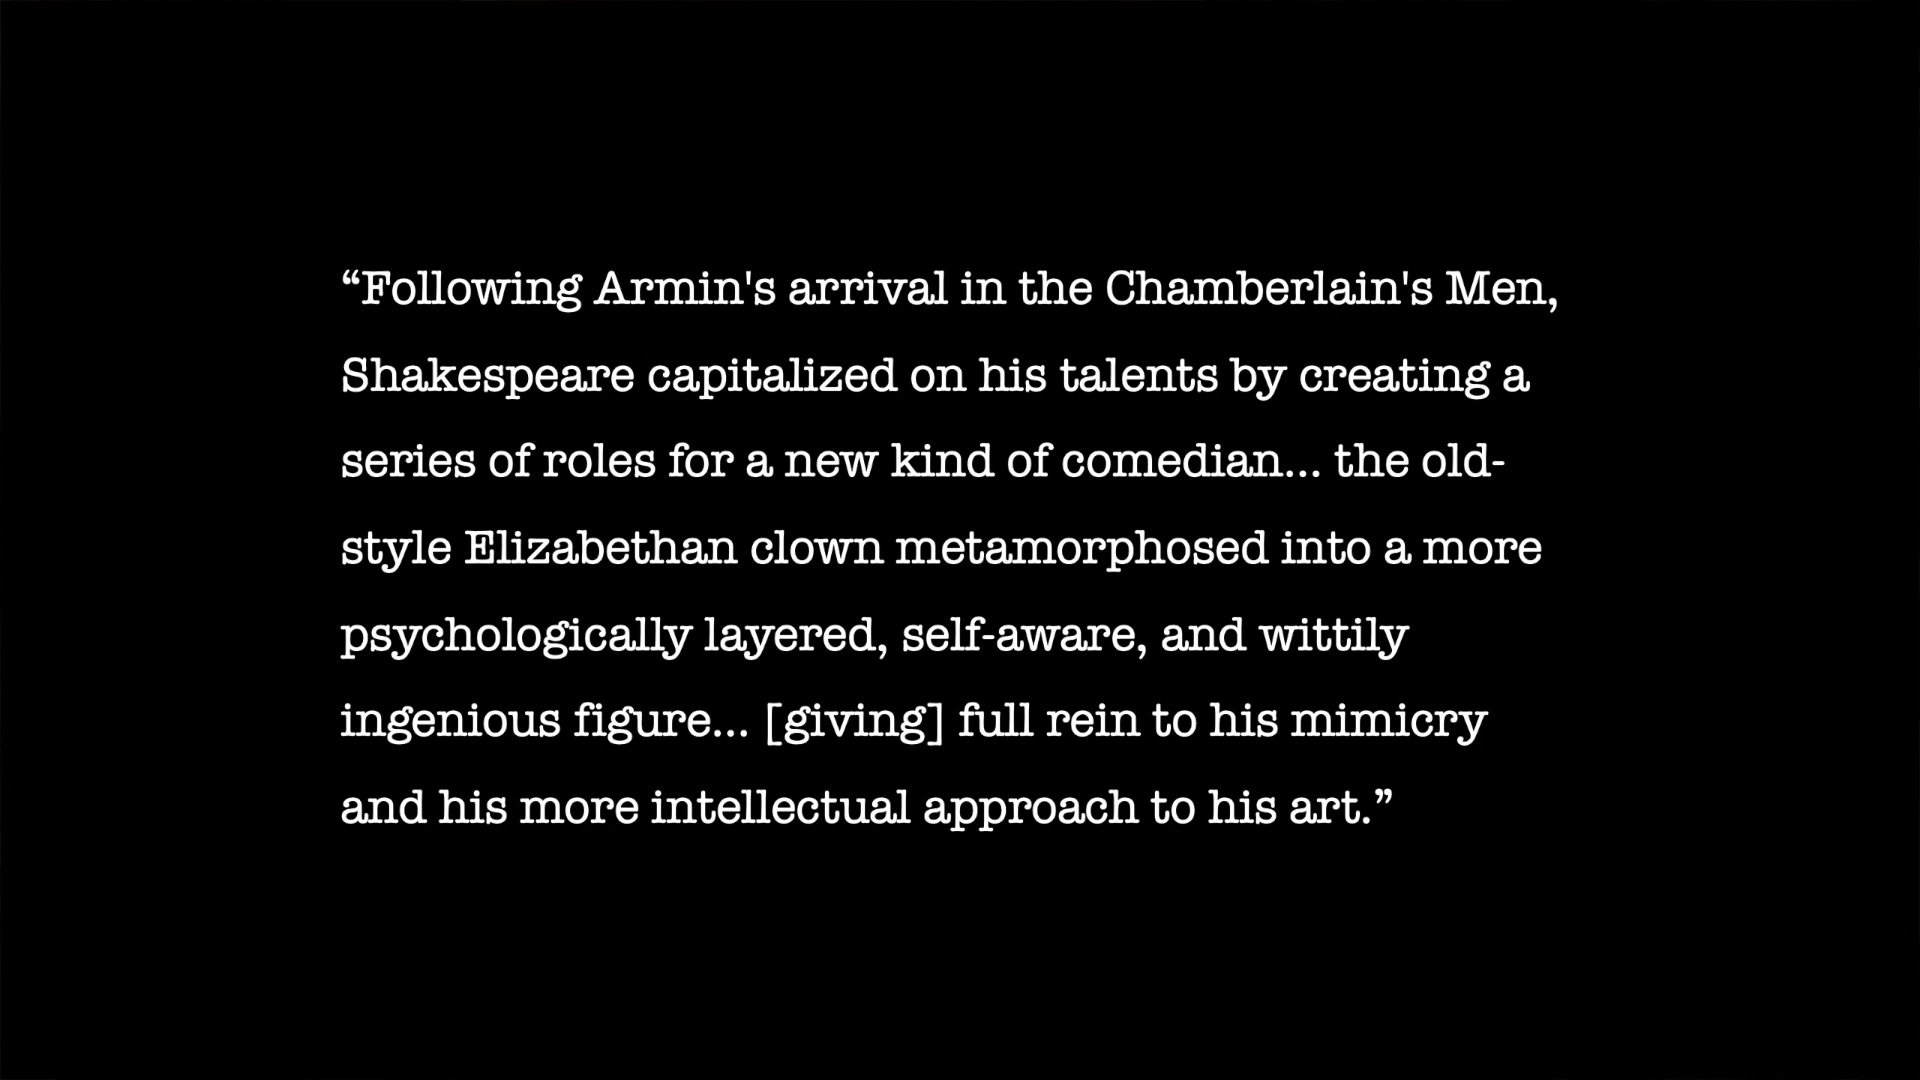 “Following Armin's arrival in the Chamberlain's Men,
Shakespeare capitalized on his talents by creating a
series of roles for a new kind of comedian... the old-
style Elizabethan clown metamorphosed into a more
psychologically layered, self-aware, and wittily
ingenious figure... [giving] full rein to his mimicry
and his more intellectual approach to his art.”